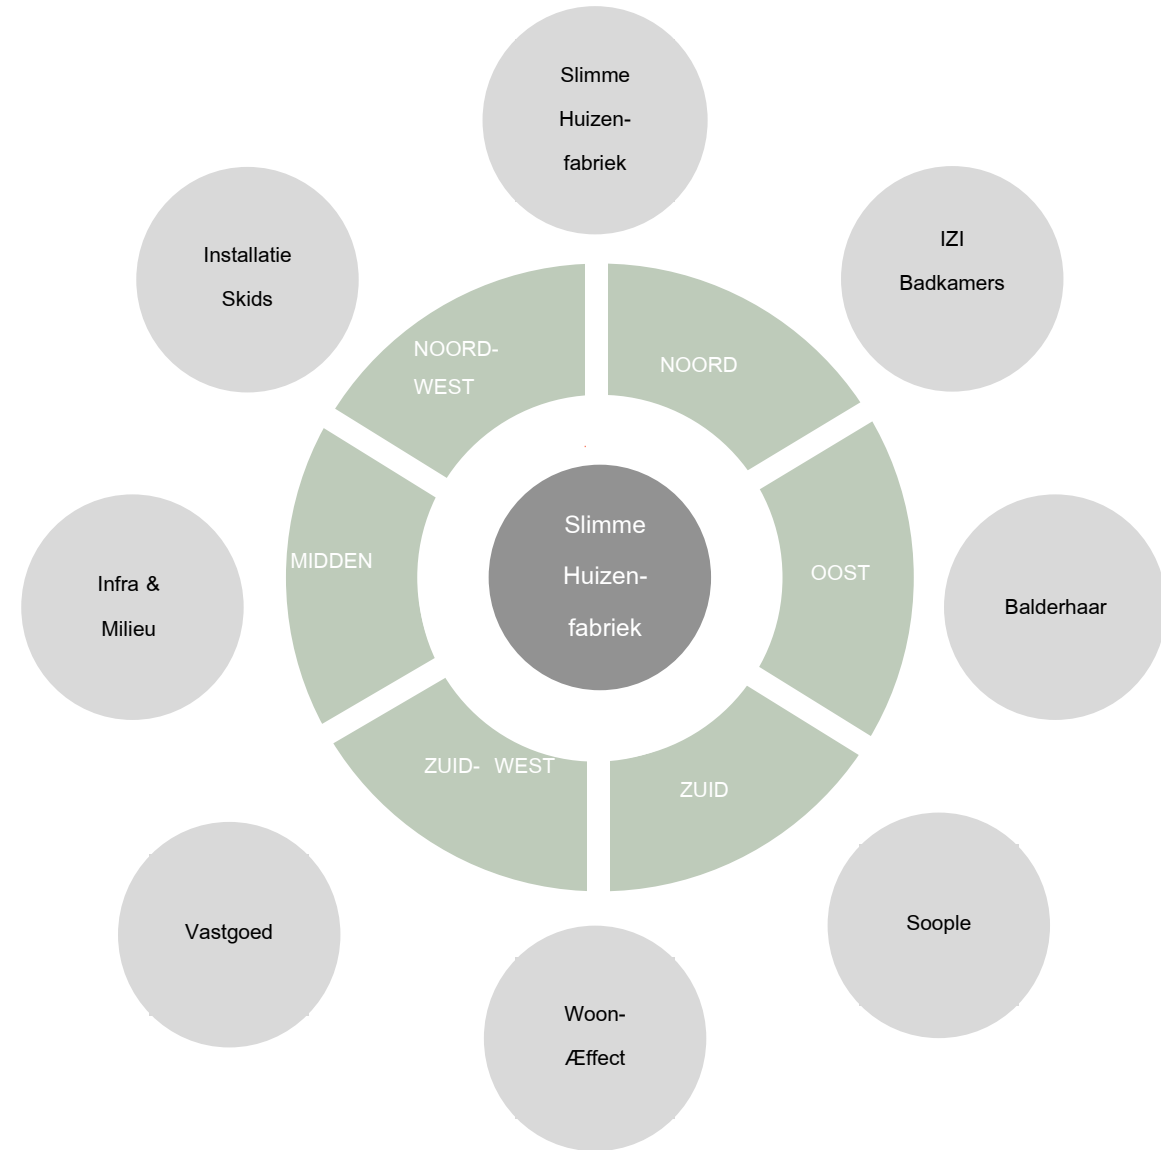 Slimme
Huizen-
fabriek
IZI
Badkamers
Installatie
Skids
NOORD-
WEST
NOORD
Slimme
Huizen-
fabriek
MIDDEN
OOST
Infra &
Milieu
Balderhaar
ZUID- WEST
ZUID
Vastgoed
Soople
Woon-
Æffect